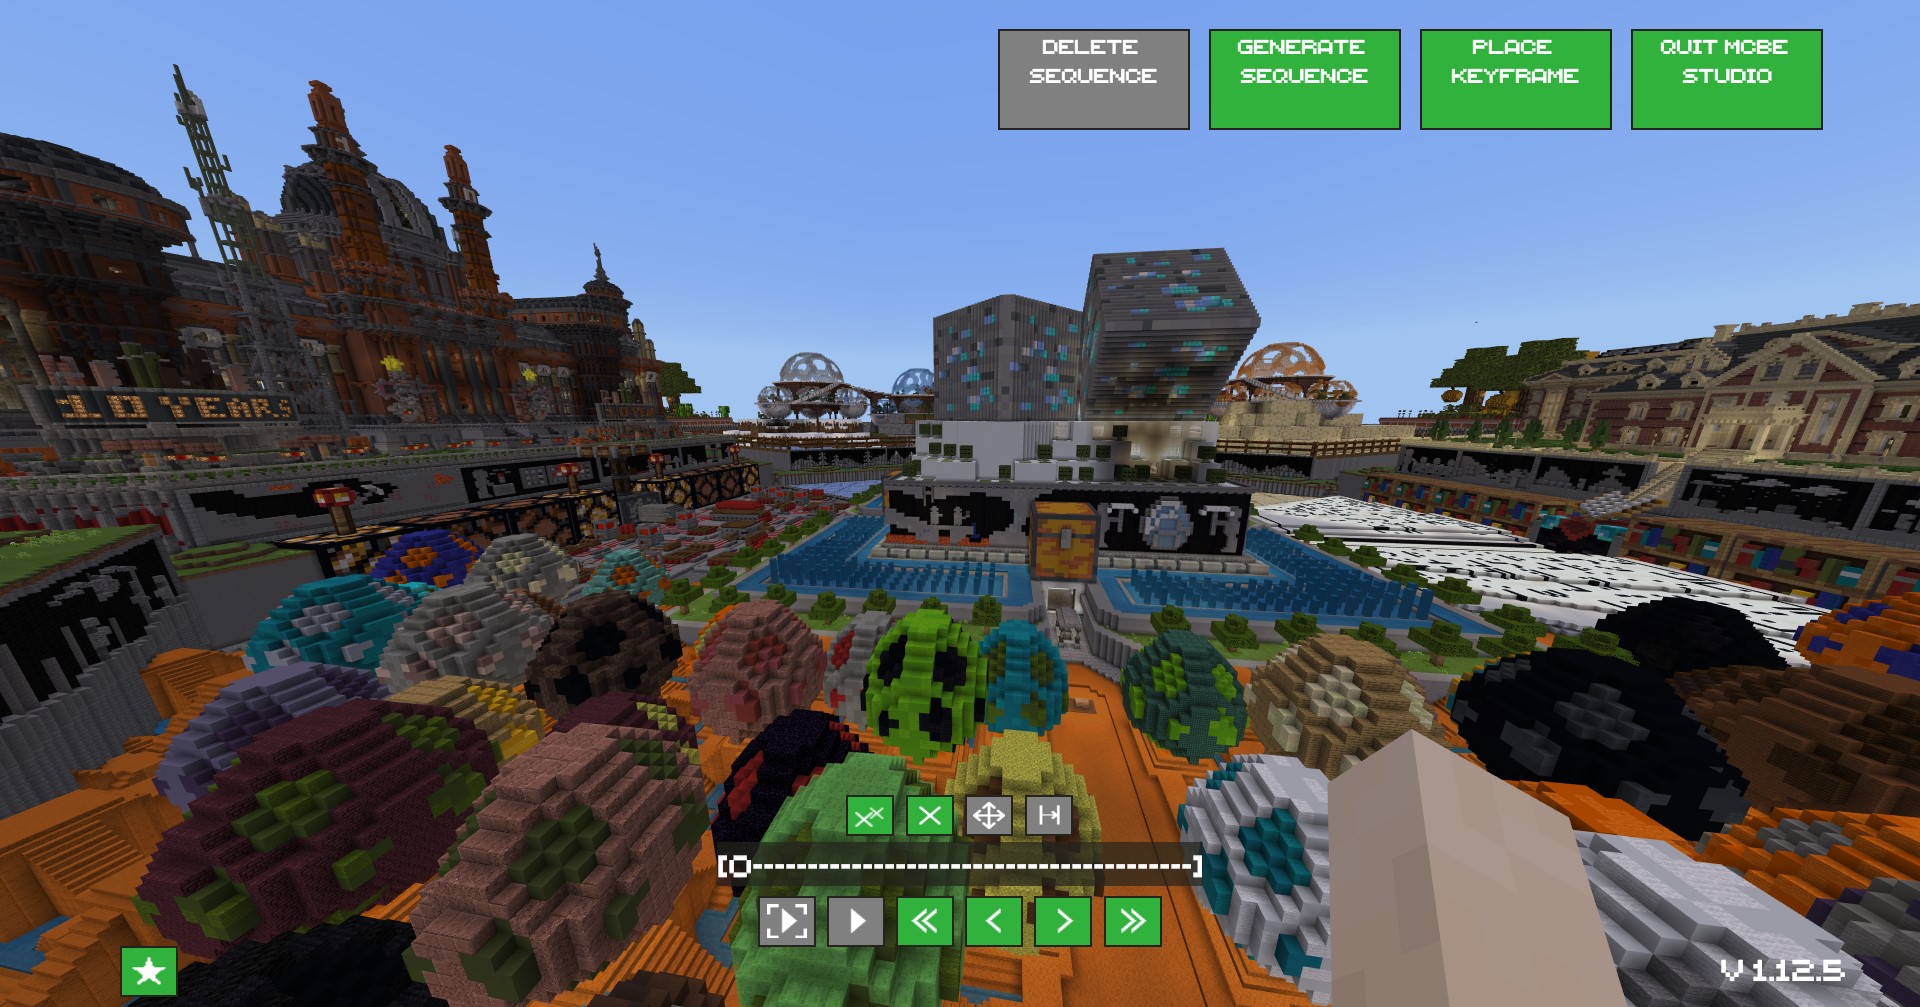 DELETE
SEQUENCE
GENERATE
SEQUENCE
PLACE
KEYFRAME
QUIT MCBE
STUDIO
10 YEARS
V 1.12.5